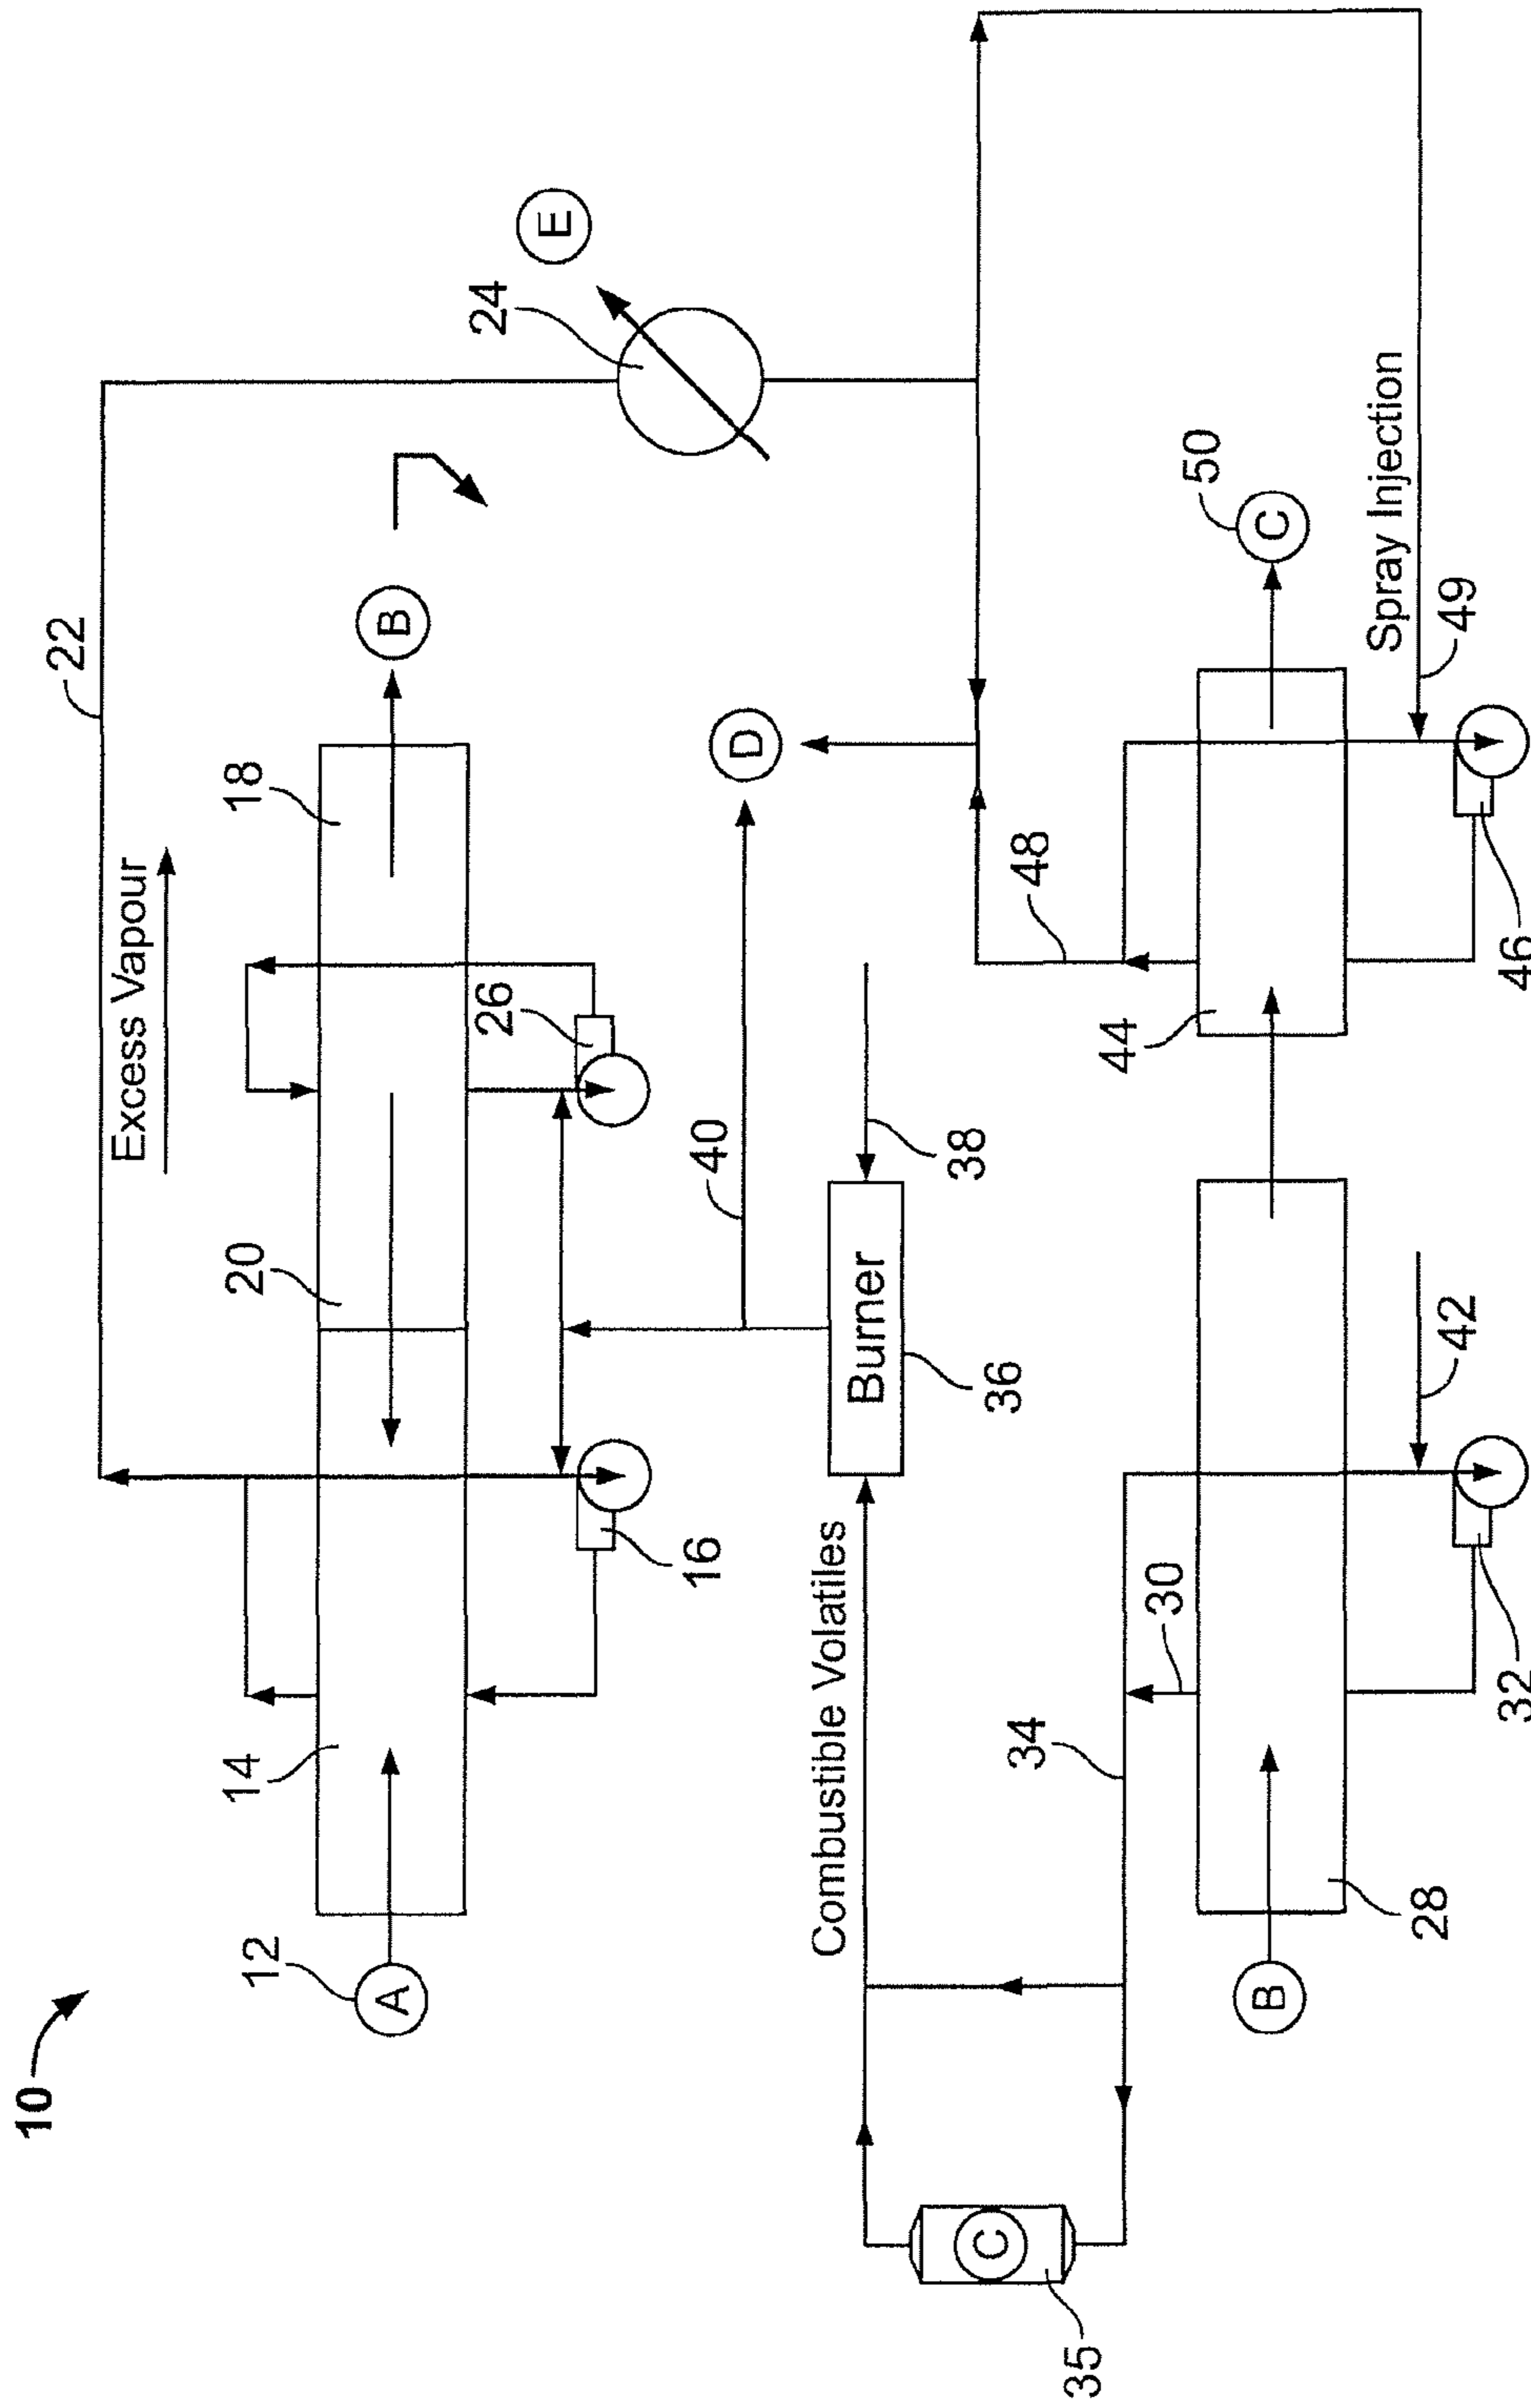 10
22
Excess Vapour
12
A
14
20
18
B
16
26
24
E
40
D
Combustible Volatiles
Burner
36
38
35
C
34
30
48
44
50
C
B
28
42
32
46
Spray Injection
49